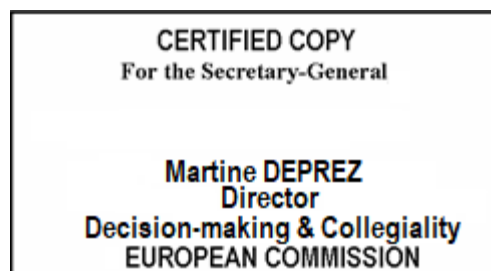 CERTIFIED COPY
For the Secretary-General
Martine DEPREZ
Director
Decision-making & Collegiality
EUROPEAN COMMISSION